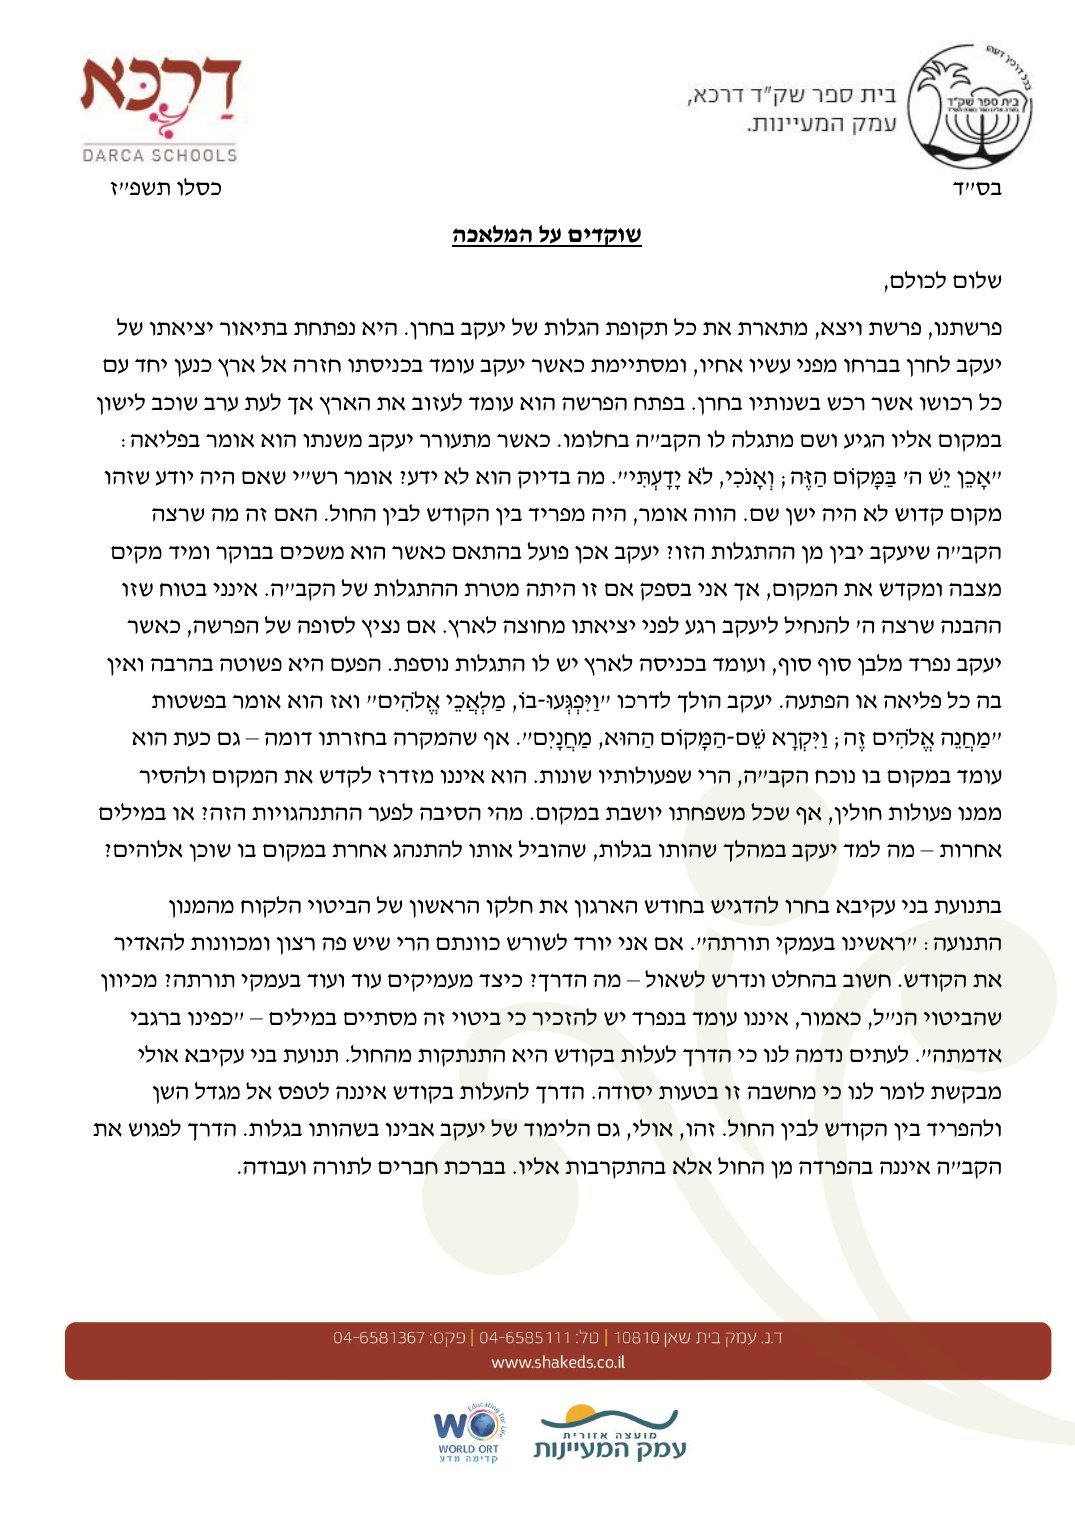 דַרְכָּא
DARCA SCHOOLS
בית ספר שק"ד דרכא,
עמק המעיינות.
בית ספר שק"ד
בס"ד
כסלו תשפ"ז
שוקדים על המלאכה
שלום לכולם,
פרשתנו, פרשת ויצא, מתארת את כל תקופת הגלות של יעקב בחרן. היא נפתחת בתיאור יציאתו של
יעקב לחרן בברחו מפני עשיו אחיו, ומסתיימת כאשר יעקב עומד בכניסתו חזרה אל ארץ כנען יחד עם
כל רכושו אשר רכש בשנותיו בחרן. בפתח הפרשה הוא עומד לעזוב את הארץ אך לעת ערב שוכב לישון
במקום אליו הגיע ושם מתגלה לו הקב"ה בחלומו. כאשר מתעורר יעקב משנתו הוא אומר בפליאה:
"אָכֵן יֵשׁ ה' בַּמָּקוֹם הַזֶּה; וְאָנֹכִי, לֹא יָדָעְתִּי". מה בדיוק הוא לא ידע? אומר רש"י שאם היה יודע שזהו
מקום קדוש לא היה ישן שם. הווה אומר, היה מפריד בין הקודש לבין החול. האם זה מה שרצה
הקב"ה שיעקב יבין מן ההתגלות הזו? יעקב אכן פועל בהתאם כאשר הוא משכים בבוקר ומיד מקים
מצבה ומקדש את המקום, אך אני בספק אם זו היתה מטרת ההתגלות של הקב"ה. אינני בטוח שזו
ההבנה שרצה ה' להנחיל ליעקב רגע לפני יציאתו מחוצה לארץ. אם נציץ לסופה של הפרשה, כאשר
יעקב נפרד מלבן סוף סוף, ועומד בכניסה לארץ יש לו התגלות נוספת. הפעם היא פשוטה בהרבה ואין
בה כל פליאה או הפתעה. יעקב הולך לדרכו "וַיִּפְגְּעוּ-בוֹ, מַלְאֲכֵי אֱלֹהִים" ואז הוא אומר בפשטות
"מַחֲנֵה אֱלֹהִים זֶה; וַיִּקְרָא שֵׁם-הַמָּקוֹם הַהוּא, מַחֲנָיִם". אף שהמקרה בחזרתו דומה – גם כעת הוא
עומד במקום בו נוכח הקב"ה, הרי שפעולותיו שונות. הוא איננו מזדרז לקדש את המקום ולהסיר
ממנו פעולות חולין, אף שכל משפחתו יושבת במקום. מהי הסיבה לפער ההתנהגויות הזה? או במילים
אחרות – מה למד יעקב במהלך שהותו בגלות, שהוביל אותו להתנהג אחרת במקום בו שוכן אלוהים?
בתנועת בני עקיבא בחרו להדגיש בחודש הארגון את חלקו הראשון של הביטוי הלקוח מהמנון
התנועה: "ראשינו בעמקי תורתה". אם אני יורד לשורש כוונתם הרי שיש פה רצון ומכוונות להאדיר
את הקודש. חשוב בהחלט ונדרש לשאול – מה הדרך? כיצד מעמיקים עוד ועוד בעמקי תורתה? מכיוון
שהביטוי הנ"ל, כאמור, איננו עומד בנפרד יש להזכיר כי ביטוי זה מסתיים במילים – "כפינו ברגבי
אדמתה". לעתים נדמה לנו כי הדרך לעלות בקודש היא התנתקות מהחול. תנועת בני עקיבא אולי
מבקשת לומר לנו כי מחשבה זו בטעות יסודה. הדרך להעלות בקודש איננה לטפס אל מגדל השן
ולהפריד בין הקודש לבין החול. זהו, אולי, גם הלימוד של יעקב אבינו בשהותו בגלות. הדרך לפגוש את
הקב"ה איננה בהפרדה מן החול אלא בהתקרבות אליו. בברכת חברים לתורה ועבודה.
ד.נ. עמק בית שאן 10810 | טל: 04-6585111 | פקס: 04-6581367
www.shakeds.co.il
Educating for Life
WORLD ORT
קדימה מדע
מועצה אזורית
עמק המעיינות